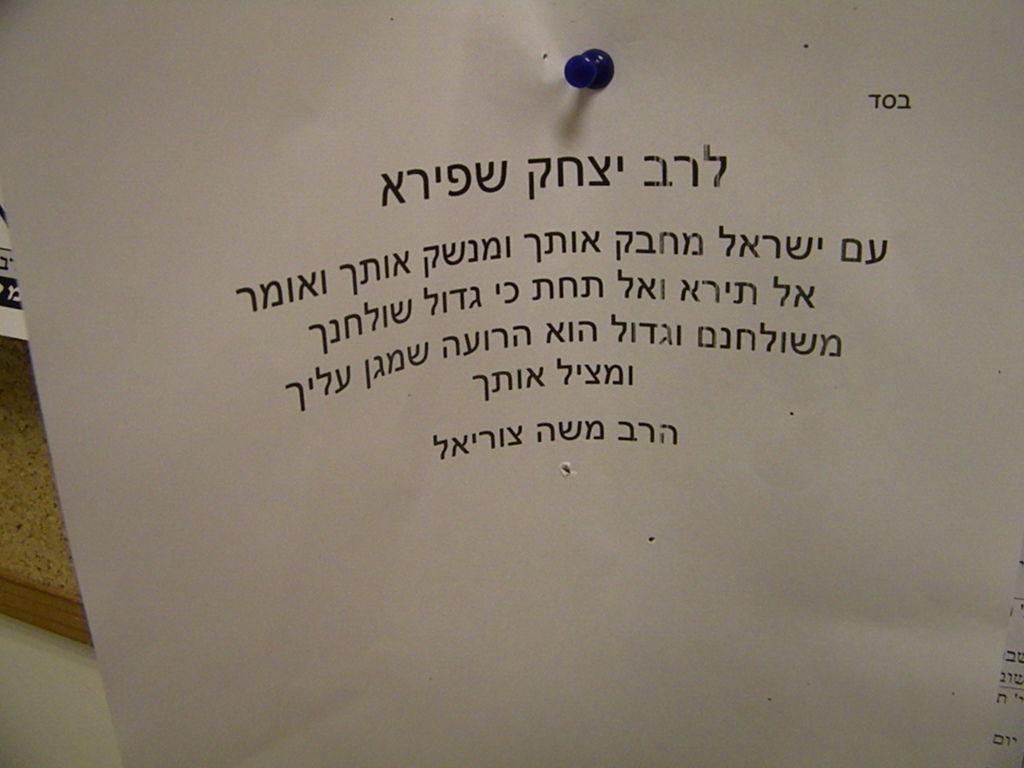 בסד
לרב יצחק שפירא
עם ישראל מחבק אותך ומנשק אותך ואומר
אל תירא ואל תחת כי גדול שולחנך
משולחנם וגדול הוא הרועה שמגן עליך
ומציל אותך
הרב משה צוריאל
יום